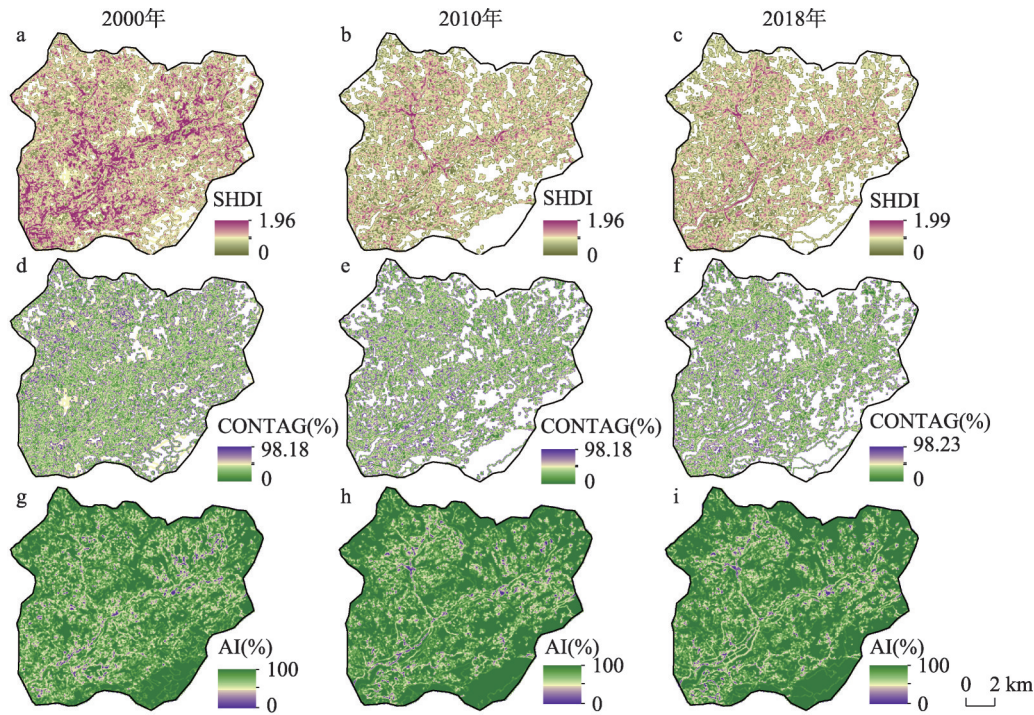 2000年 2010年 2018年
a b c
SHDI SHDI SHDI
1.96 1.96 1.99
0 0 0
d e f
CONTAG(%) CONTAG(%) CONTAG(%)
98.18 98.18 98.23
0 0 0
g h i
AI(%) AI(%) AI(%)
100 100 100
0 0 0
0 2 km